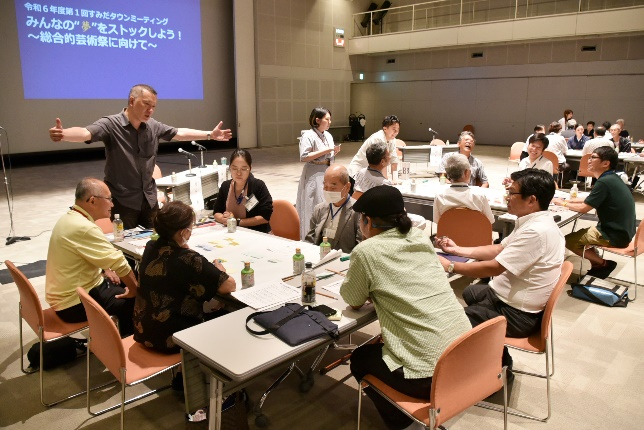 令和6年度第1回すみだタウンミーティング
みんなの"夢"をストックしよう！
～総合的芸術祭に向けて～